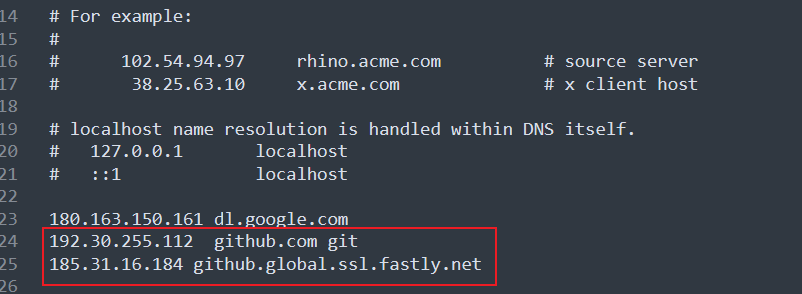 14 # For example:
15 #
16 # 102.54.94.97 rhino.acme.com # source server
17 # 38.25.63.10 x.acme.com # x client host
18
19 # localhost name resolution is handled within DNS itself.
20 # 127.0.0.1 localhost
21 # ::1 localhost
22
23 180.163.150.161 dl.google.com
24 192.30.255.112 github.com git
25 185.31.16.184 github.global.ssl.fastly.net
26